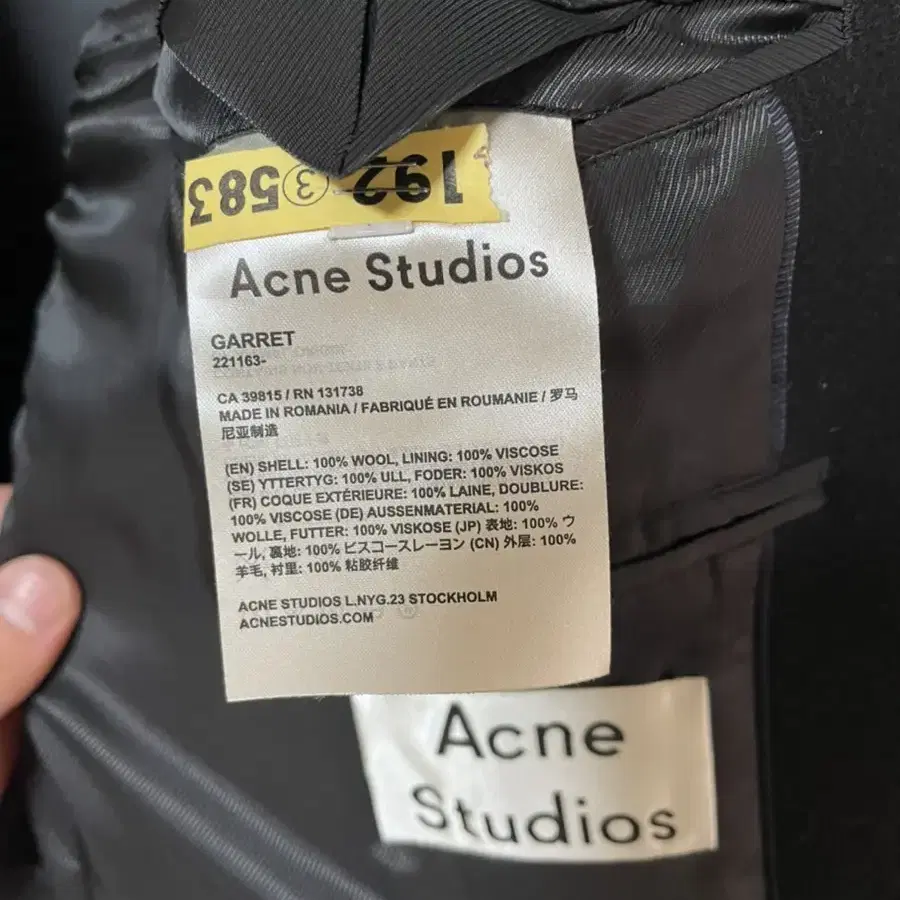 192 ③ 583
Acne Studios
GARRET
221163-
CA 39815 / RN 131738
MADE IN ROMANIA / FABRIQUÉ EN ROUMANIE / 罗马
尼亚制造
(EN) SHELL: 100% WOOL, LINING: 100% VISCOSE
(SE) YTTERTYG: 100% ULL, FODER: 100% VISKOS
(FR) COQUE EXTÉRIEURE: 100% LAINE, DOUBLURE:
100% VISCOSE (DE) AUSSENMATERIAL: 100%
WOLLE, FUTTER: 100% VISKOSE (JP) 表地: 100% ウ
ール, 裏地: 100% ビスコースレーヨン (CN) 外层: 100%
羊毛, 衬里: 100% 粘胶纤维
ACNE STUDIOS L.NYG.23 STOCKHOLM
ACNESTUDIOS.COM
Acne
Studios